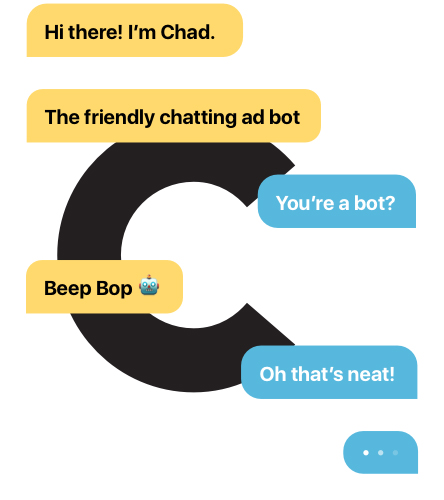 Hi there! I’m Chad.
The friendly chatting ad bot
You’re a bot?
Beep Bop 🤖
Oh that’s neat!